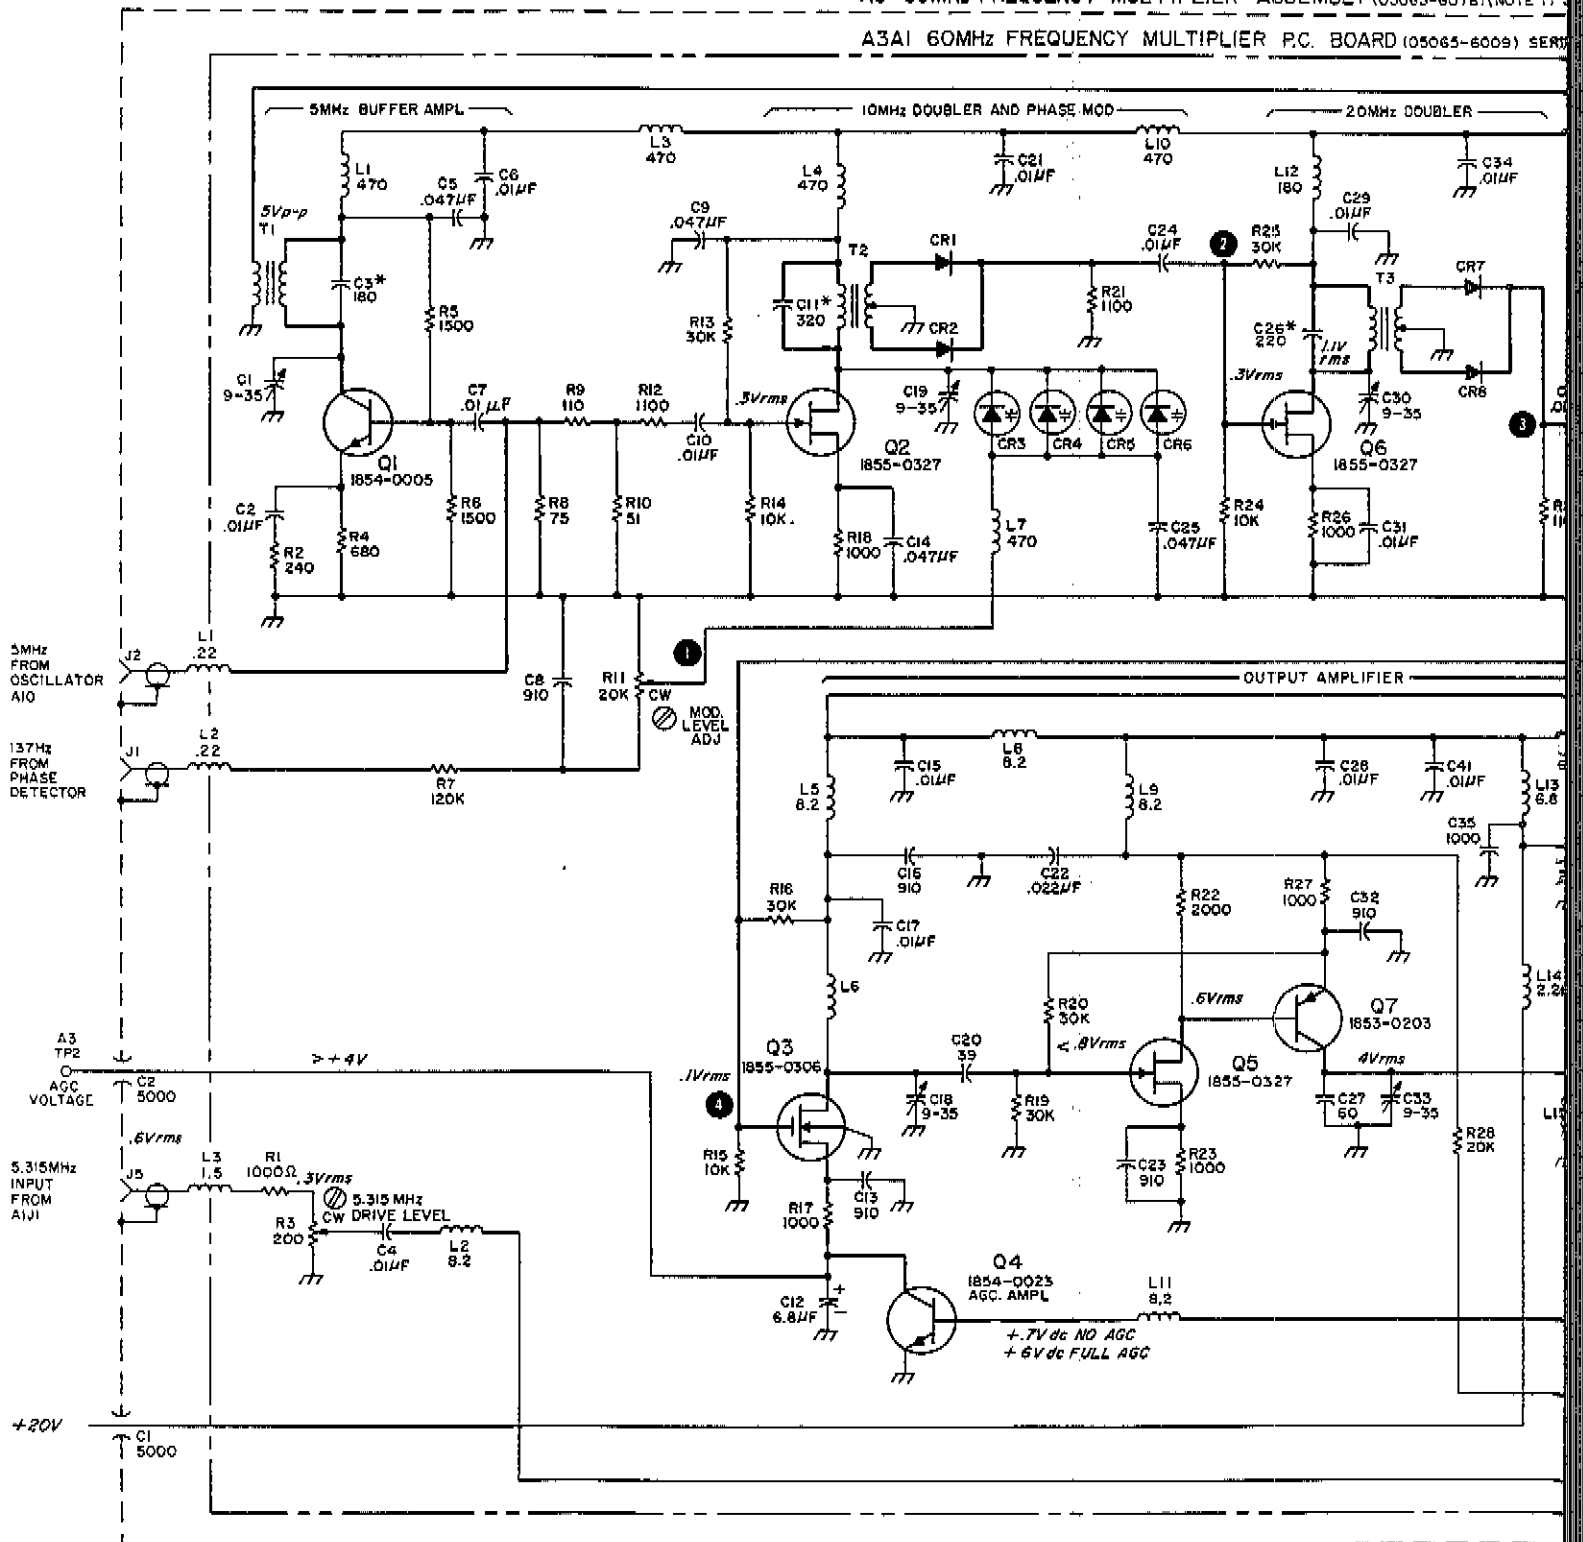 A3A1 60MHz FREQUENCY MULTIPLIER P.C. BOARD (05065-6009)
5MHz BUFFER AMPL
10MHz DOUBLER AND PHASE MOD
20MHz DOUBLER
L1
470
C5
.047µF
C6
.01µF
L3
470
L4
470
C21
.01µF
L10
470
L12
180
C34
.01µF
5Vp-p
T1
C3*
180
R5
1500
C9
.047µF
R13
30K
C11*
320
T2
CR1
CR2
R21
1100
C24
.01µF
2
R25
30K
C29
.01µF
T3
CR7
CR8
C26*
220
1.1V
rms
C1
9-35
C7
.01µF
R9
110
R12
1100
C10
.01µF
.3Vrms
C19
9-35
CR3
CR4
CR5
CR6
.3Vrms
C30
9-35
3
Q1
1854-0005
Q2
1855-0327
Q6
1855-0327
C2
.01µF
R2
240
R4
680
R6
1500
R8
75
R10
51
R14
10K
R18
1000
C14
.047µF
L7
470
C25
.047µF
R24
10K
R26
1000
C31
.01µF
5MHz
FROM
OSCILLATOR
A10
J2
L1
.22
C8
910
R11
20K
CW
MOD.
LEVEL
ADJ
1
OUTPUT AMPLIFIER
137Hz
FROM
PHASE
DETECTOR
J1
L2
.22
R7
120K
L5
8.2
C15
.01µF
L8
8.2
L9
8.2
C28
.01µF
C41
.01µF
L13
6.8
C35
1000
C16
910
C22
.022µF
R16
30K
C17
.01µF
R22
2000
R27
1000
C32
910
L6
L14
R20
30K
.6Vrms
Q7
1853-0203
A3
TP2
AGC
VOLTAGE
C2
5000
>+4V
.1Vrms
4
Q3
1855-0306
C20
39
<.8Vrms
Q5
1855-0327
4Vrms
C18
9-35
R19
30K
C27
60
C33
9-35
R15
10K
C13
910
R17
1000
C23
910
R23
1000
R28
20K
5.315MHz
INPUT
FROM
A1J1
.6Vrms
J5
L3
1.5
R1
1000Ω
.3Vrms
5.315 MHz
CW DRIVE LEVEL
R3
200
C4
.01µF
L2
8.2
C12
6.8µF
+
−
Q4
1854-0023
AGC. AMPL
L11
8.2
+.7V dc NO AGC
+6V dc FULL AGC
+20V
C1
5000